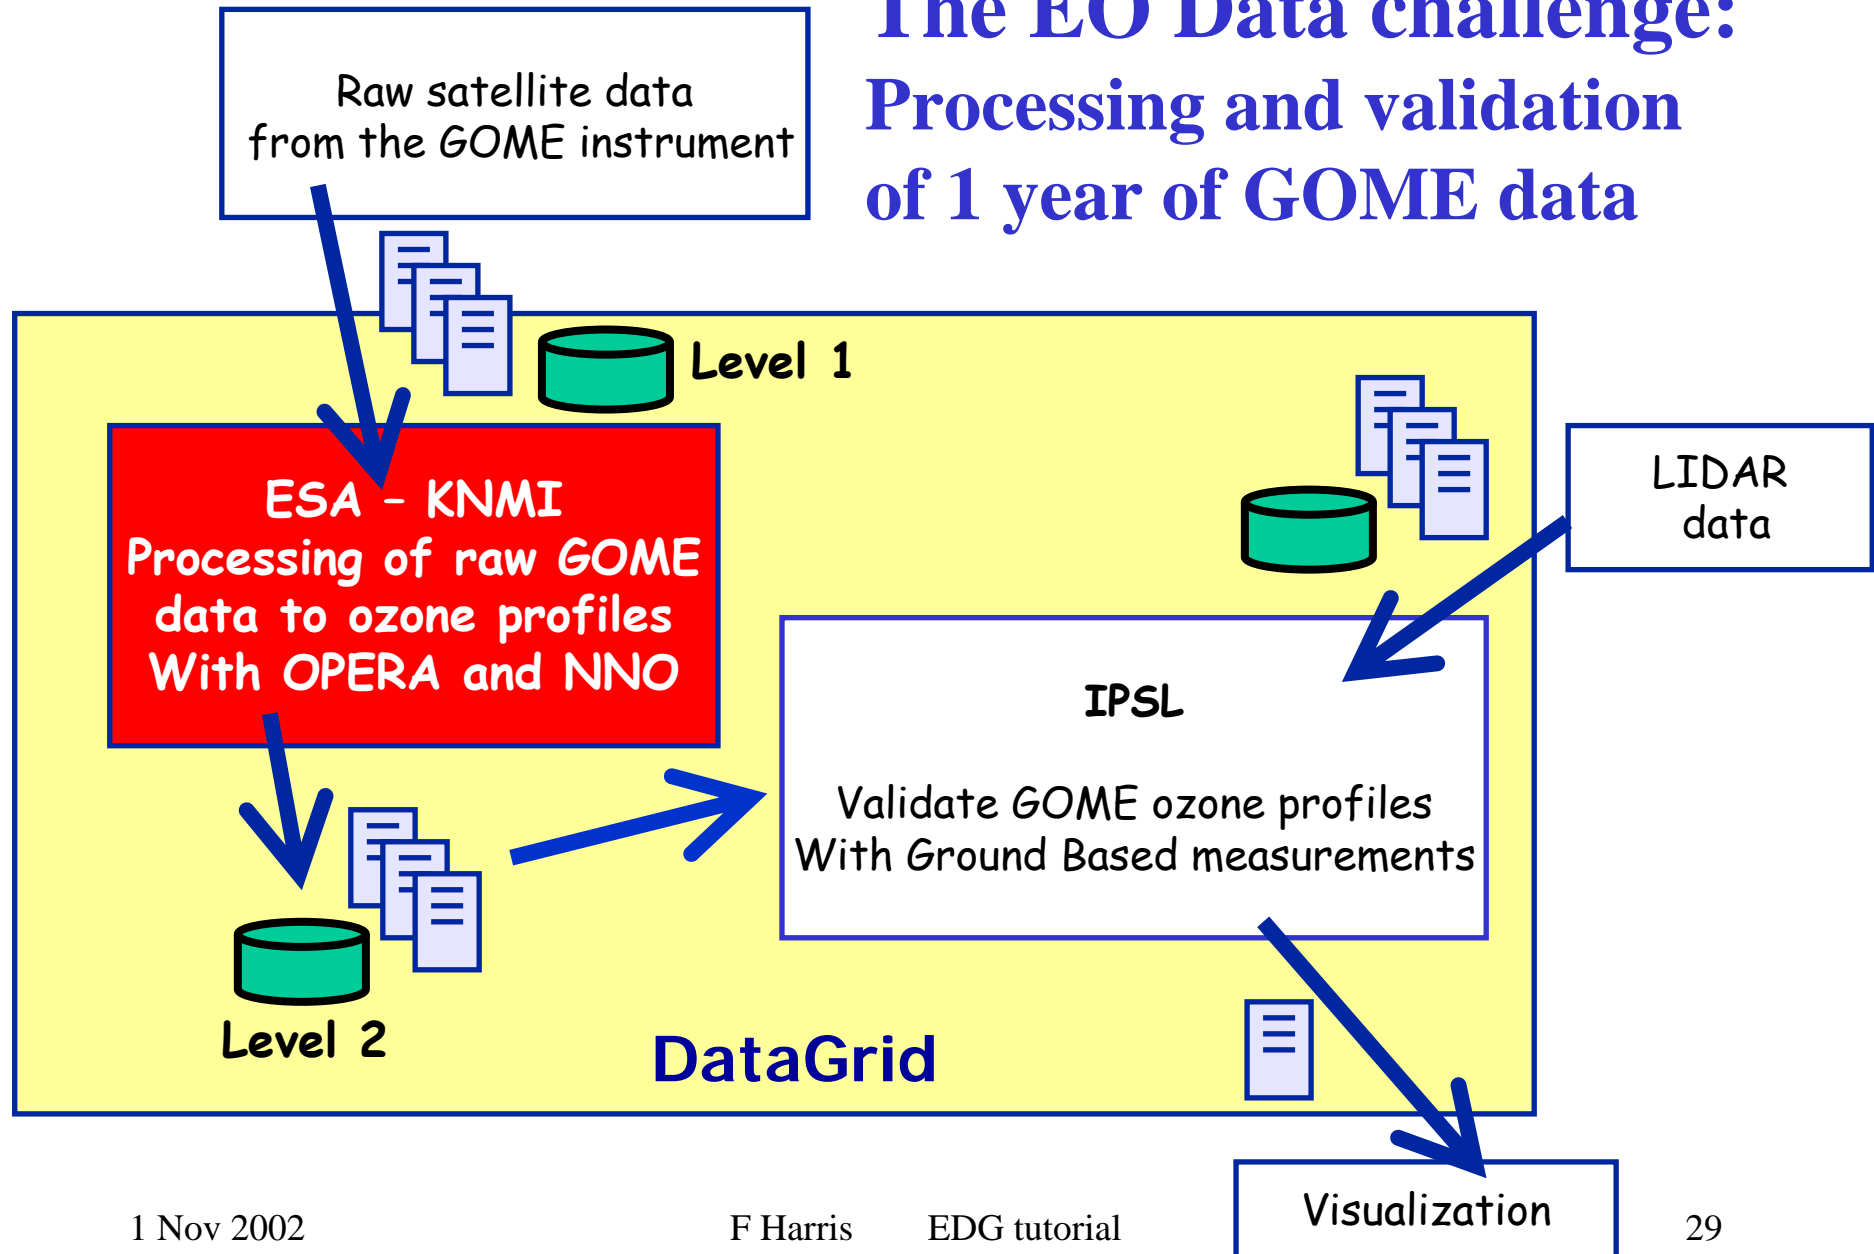 The EO Data challenge:
Processing and validation
of 1 year of GOME data
Raw satellite data
from the GOME instrument
Level 1
ESA – KNMI
Processing of raw GOME
data to ozone profiles
With OPERA and NNO
LIDAR
data
IPSL
Validate GOME ozone profiles
With Ground Based measurements
Level 2
DataGrid
Visualization
1 Nov 2002
F Harris EDG tutorial
29